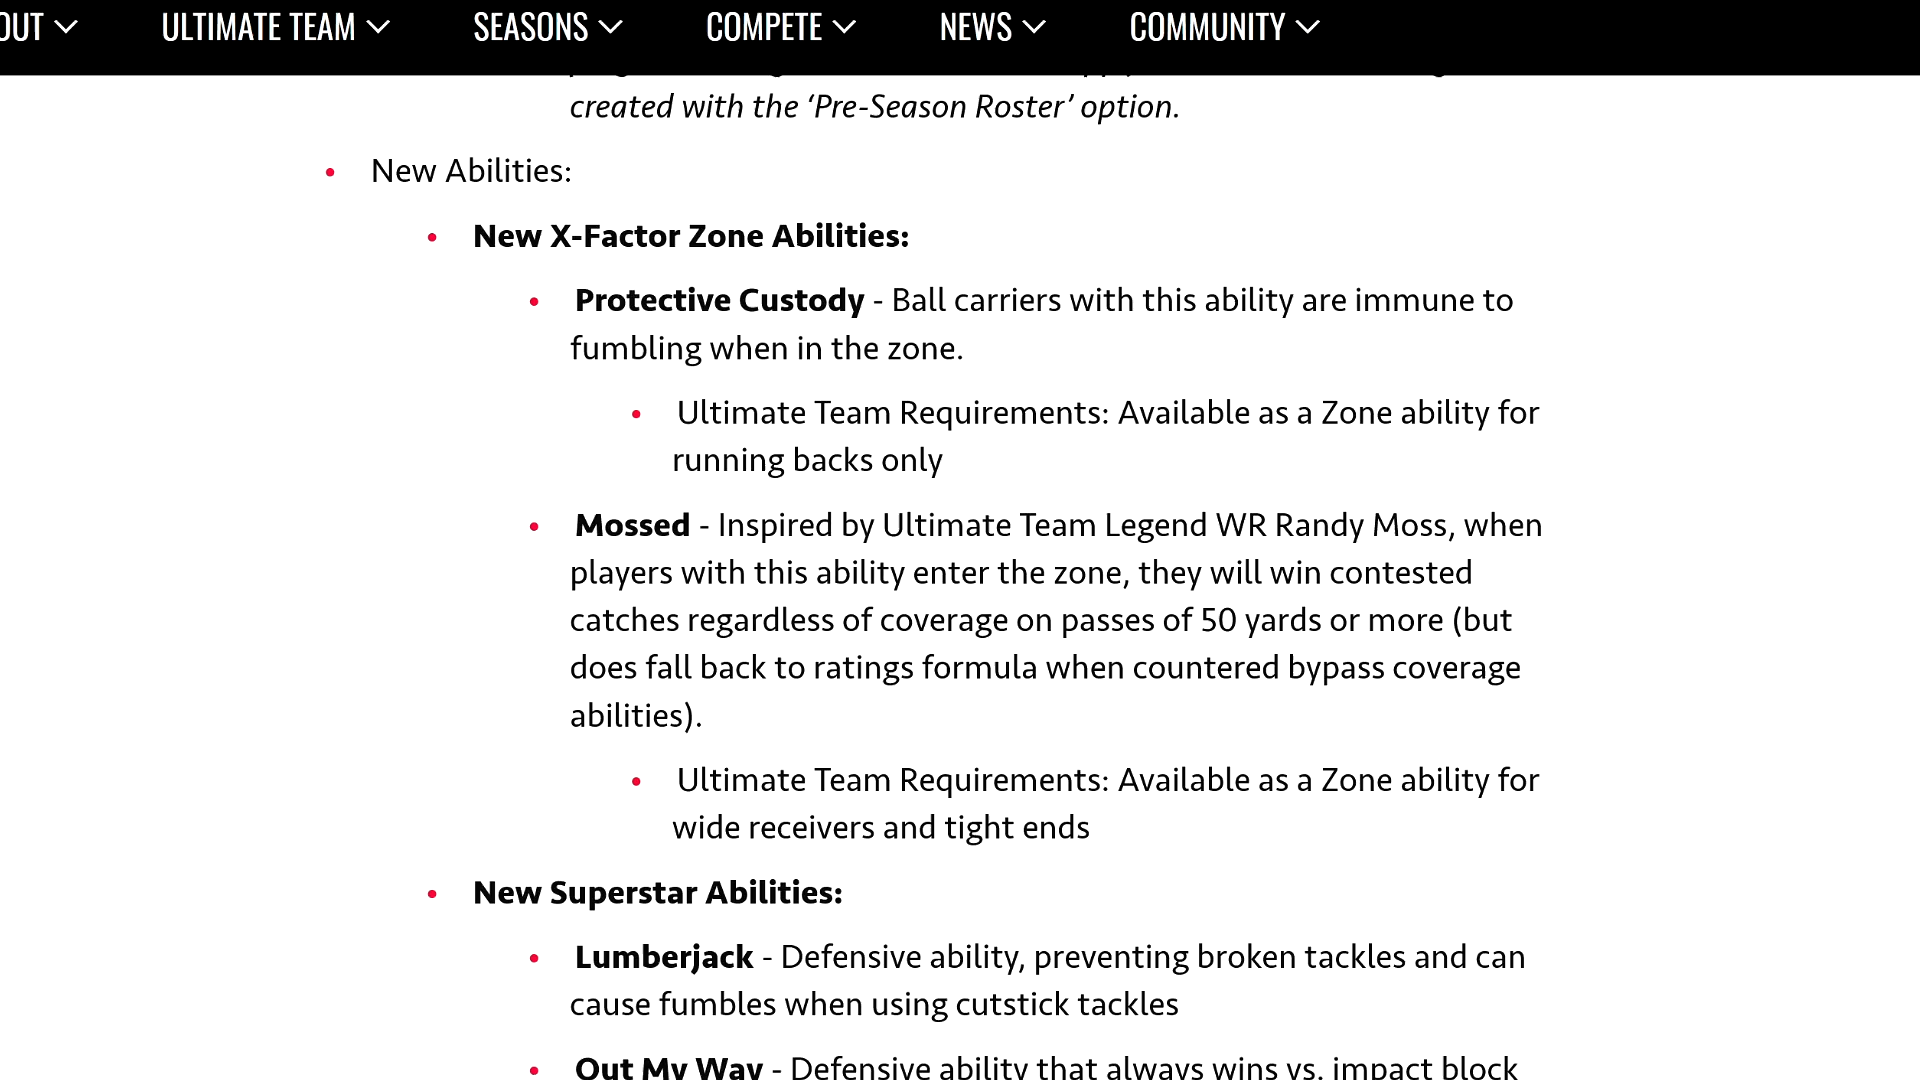 OUT ULTIMATE TEAM SEASONS COMPETE NEWS COMMUNITY
created with the ‘Pre-Season Roster’ option.
• New Abilities:
• New X-Factor Zone Abilities:
• Protective Custody - Ball carriers with this ability are immune to
fumbling when in the zone.
• Ultimate Team Requirements: Available as a Zone ability for
running backs only
• Mossed - Inspired by Ultimate Team Legend WR Randy Moss, when
players with this ability enter the zone, they will win contested
catches regardless of coverage on passes of 50 yards or more (but
does fall back to ratings formula when countered bypass coverage
abilities).
• Ultimate Team Requirements: Available as a Zone ability for
wide receivers and tight ends
• New Superstar Abilities:
• Lumberjack - Defensive ability, preventing broken tackles and can
cause fumbles when using cutstick tackles
• Out My Way - Defensive ability that always wins vs. impact block